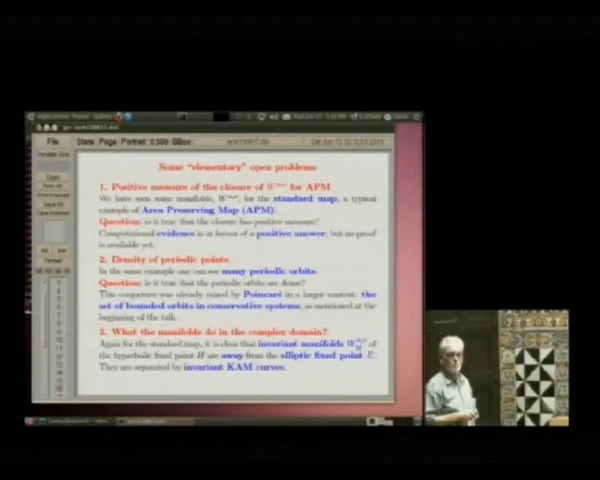 File State Page Portrait 0.500
Some "elementary" open problems
1. Positive measure of the closure of W^{u,s} for APM
We have seen some manifolds, W^{u,s}, for the standard map, a typical
example of Area Preserving Map (APM).
Question: is it true that the closure has positive measure?
Computational evidence is in favour of a positive answer, but no proof
is available yet.
2. Density of periodic points
In the same example one can see many periodic orbits.
Question: is it true that the periodic orbits are dense?
This conjecture was already raised by Poincaré in a larger context: the
set of bounded orbits in conservative systems, as mentioned at the
beginning of the talk.
3. What the manifolds do in the complex domain?
Again for the standard map, it is clear that invariant manifolds W_H^{u,s}
of the hyperbolic fixed point H are away from the elliptic fixed point E.
They are separated by invariant KAM curves.